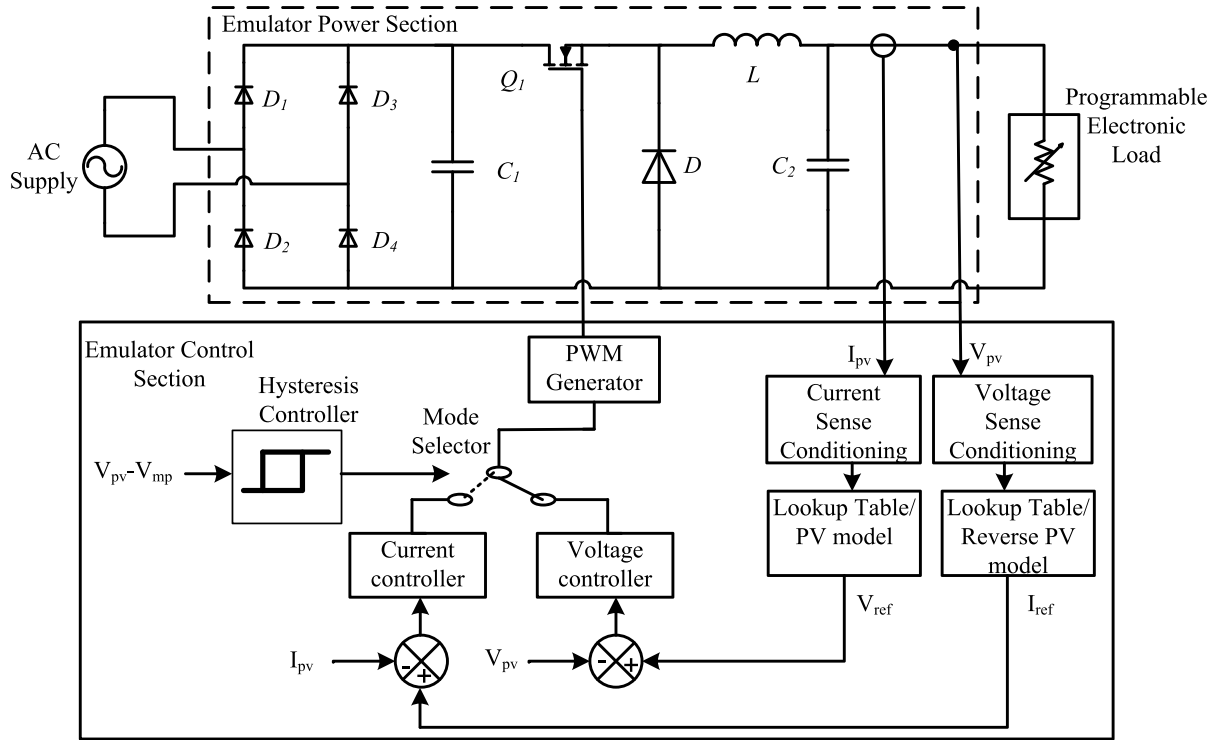 Emulator Power Section
D1
D3
Q1
L
Programmable
Electronic
Load
AC
Supply
C1
D
C2
D2
D4
Emulator Control
Section
PWM
Generator
Ipv
Vpv
Hysteresis
Controller
Mode
Selector
Current
Sense
Conditioning
Voltage
Sense
Conditioning
Vpv-Vmp
Lookup Table/
PV model
Lookup Table/
Reverse PV
model
Current
controller
Voltage
controller
Vref
Iref
Ipv
- +
Vpv
- +